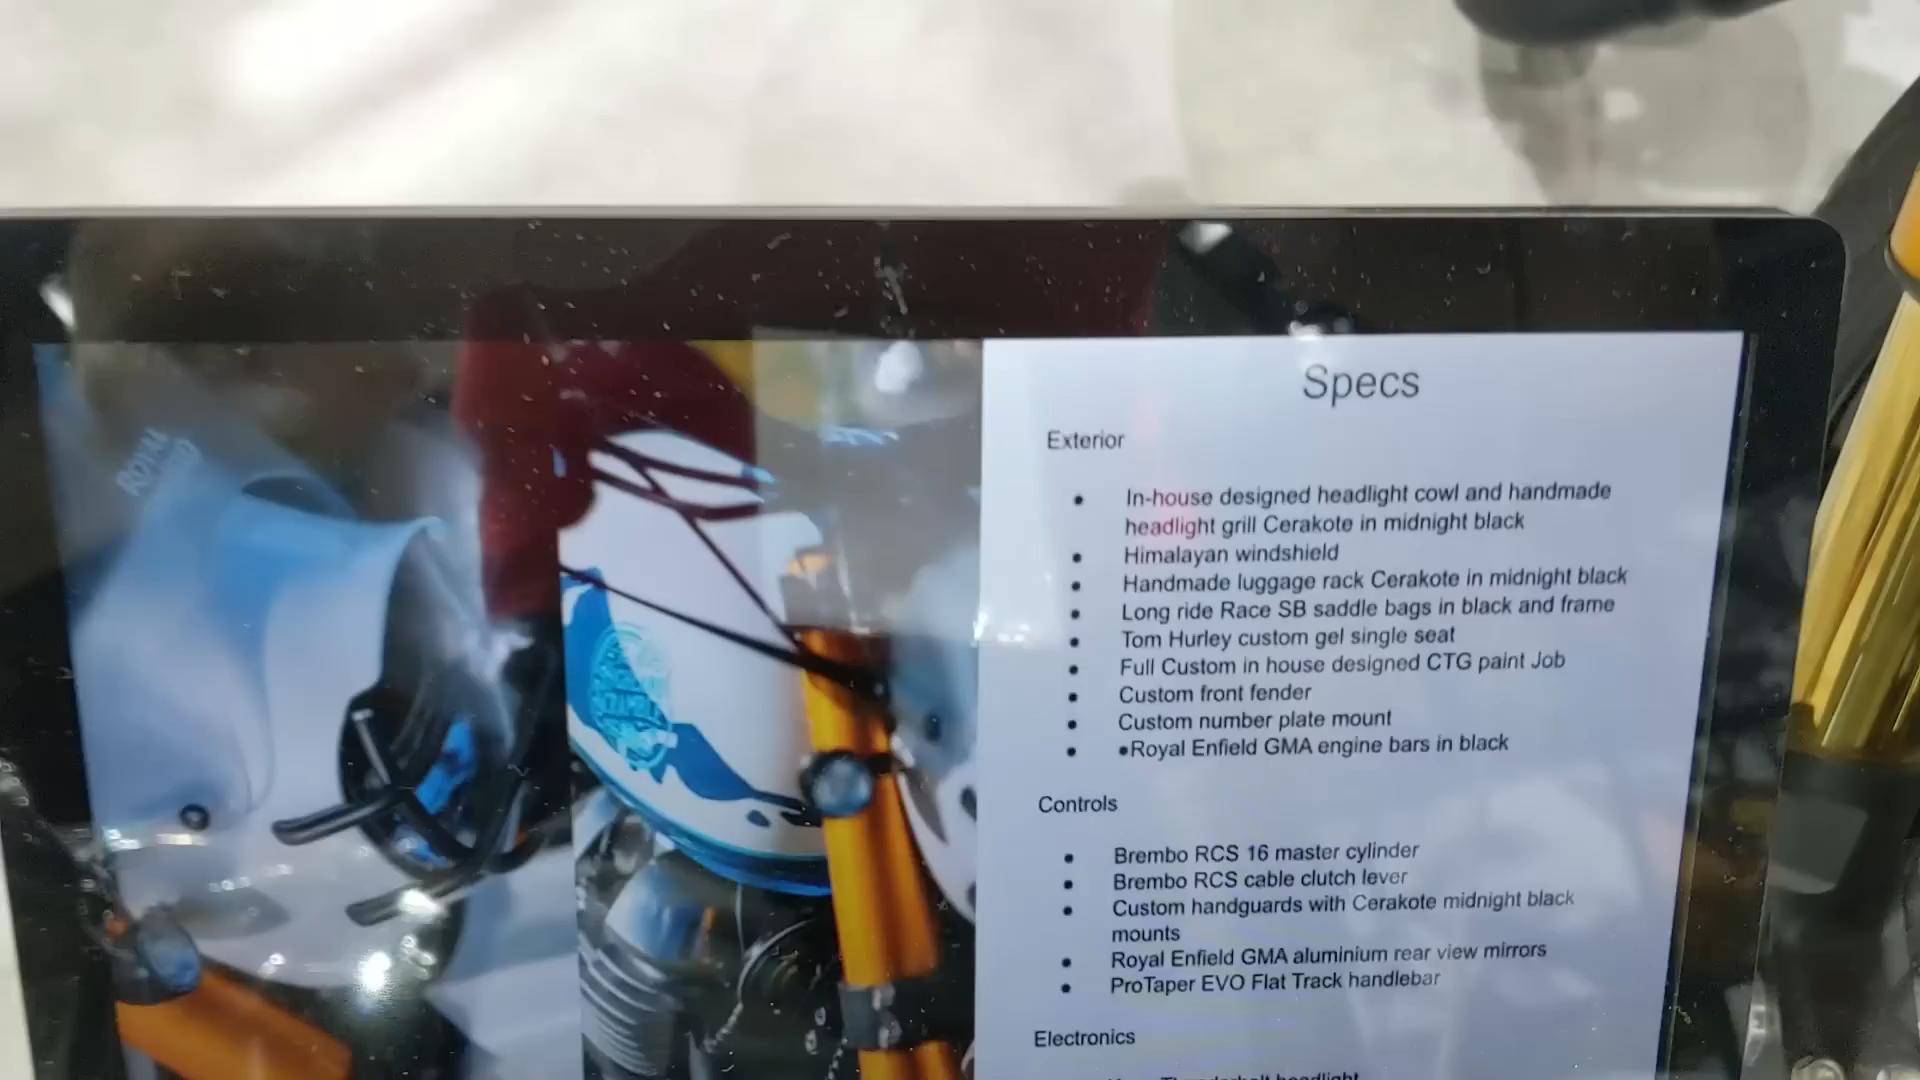 ROYAL
Specs
Exterior
• In-house designed headlight cowl and handmade
headlight grill Cerakote in midnight black
• Himalayan windshield
• Handmade luggage rack Cerakote in midnight black
• Long ride Race SB saddle bags in black and frame
• Tom Hurley custom gel single seat
• Full Custom in house designed CTG paint Job
• Custom front fender
• Custom number plate mount
• •Royal Enfield GMA engine bars in black
Controls
• Brembo RCS 16 master cylinder
• Brembo RCS cable clutch lever
• Custom handguards with Cerakote midnight black
mounts
• Royal Enfield GMA aluminium rear view mirrors
• ProTaper EVO Flat Track handlebar
Electronics
headlight